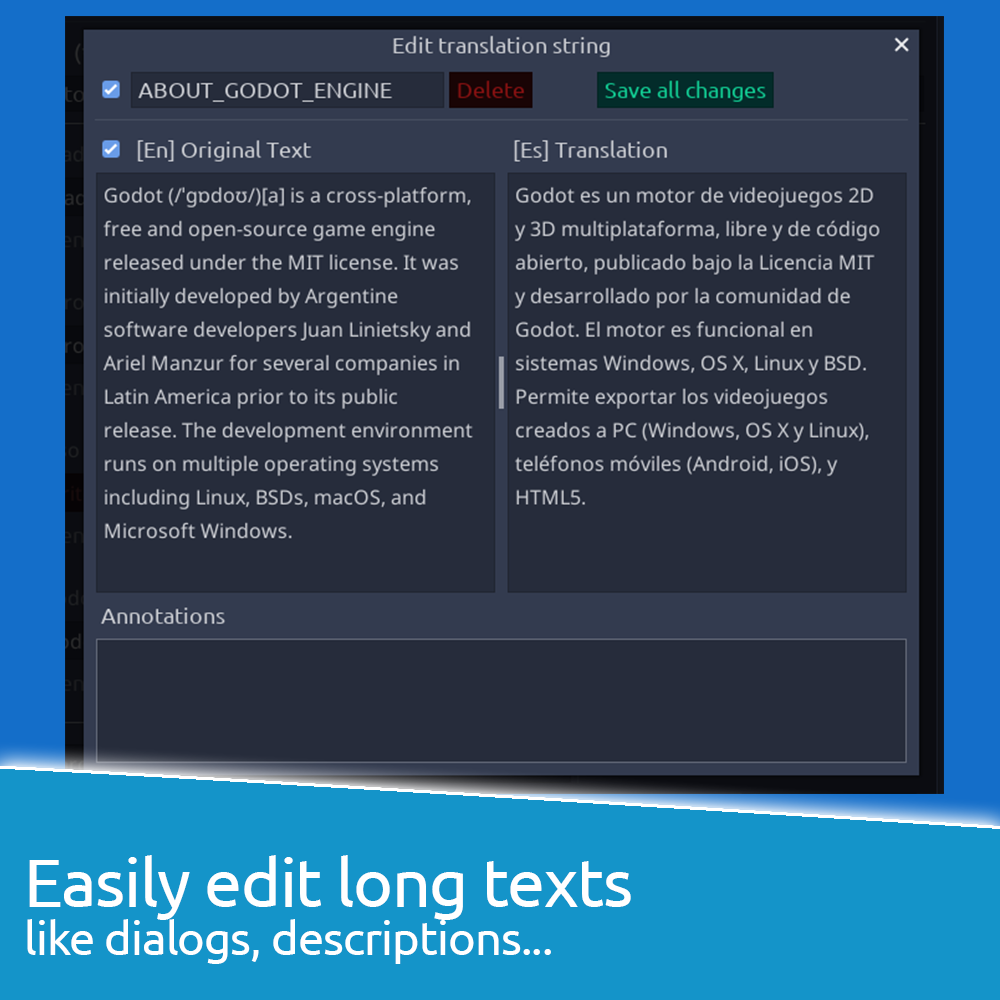 Edit translation string
ABOUT_GODOT_ENGINE
Delete
Save all changes
[En] Original Text
[Es] Translation
Godot (/ˈɡɒdoʊ/)[a] is a cross-platform,
free and open-source game engine
released under the MIT license. It was
initially developed by Argentine
software developers Juan Linietsky and
Ariel Manzur for several companies in
Latin America prior to its public
release. The development environment
runs on multiple operating systems
including Linux, BSDs, macOS, and
Microsoft Windows.
Godot es un motor de videojuegos 2D
y 3D multiplataforma, libre y de código
abierto, publicado bajo la Licencia MIT
y desarrollado por la comunidad de
Godot. El motor es funcional en
sistemas Windows, OS X, Linux y BSD.
Permite exportar los videojuegos
creados a PC (Windows, OS X y Linux),
teléfonos móviles (Android, iOS), y
HTML5.
Annotations
Easily edit long texts
like dialogs, descriptions...